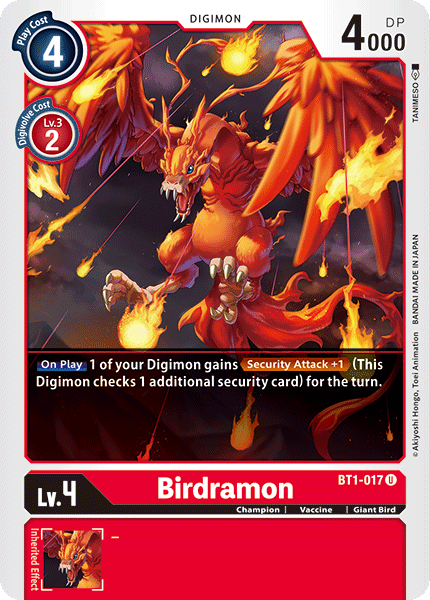 DIGIMON
Play Cost
4
4000
DP
Digivolve Cost
Lv.3
2
TANIMESO
On Play 1 of your Digimon gains Security Attack +1 (This
Digimon checks 1 additional security card) for the turn.
© Akiyoshi Hongo, Toei Animation BANDAI MADE IN JAPAN
Lv.4
Birdramon
BT1-017 U
Champion | Vaccine | Giant Bird
Inherited Effect
–